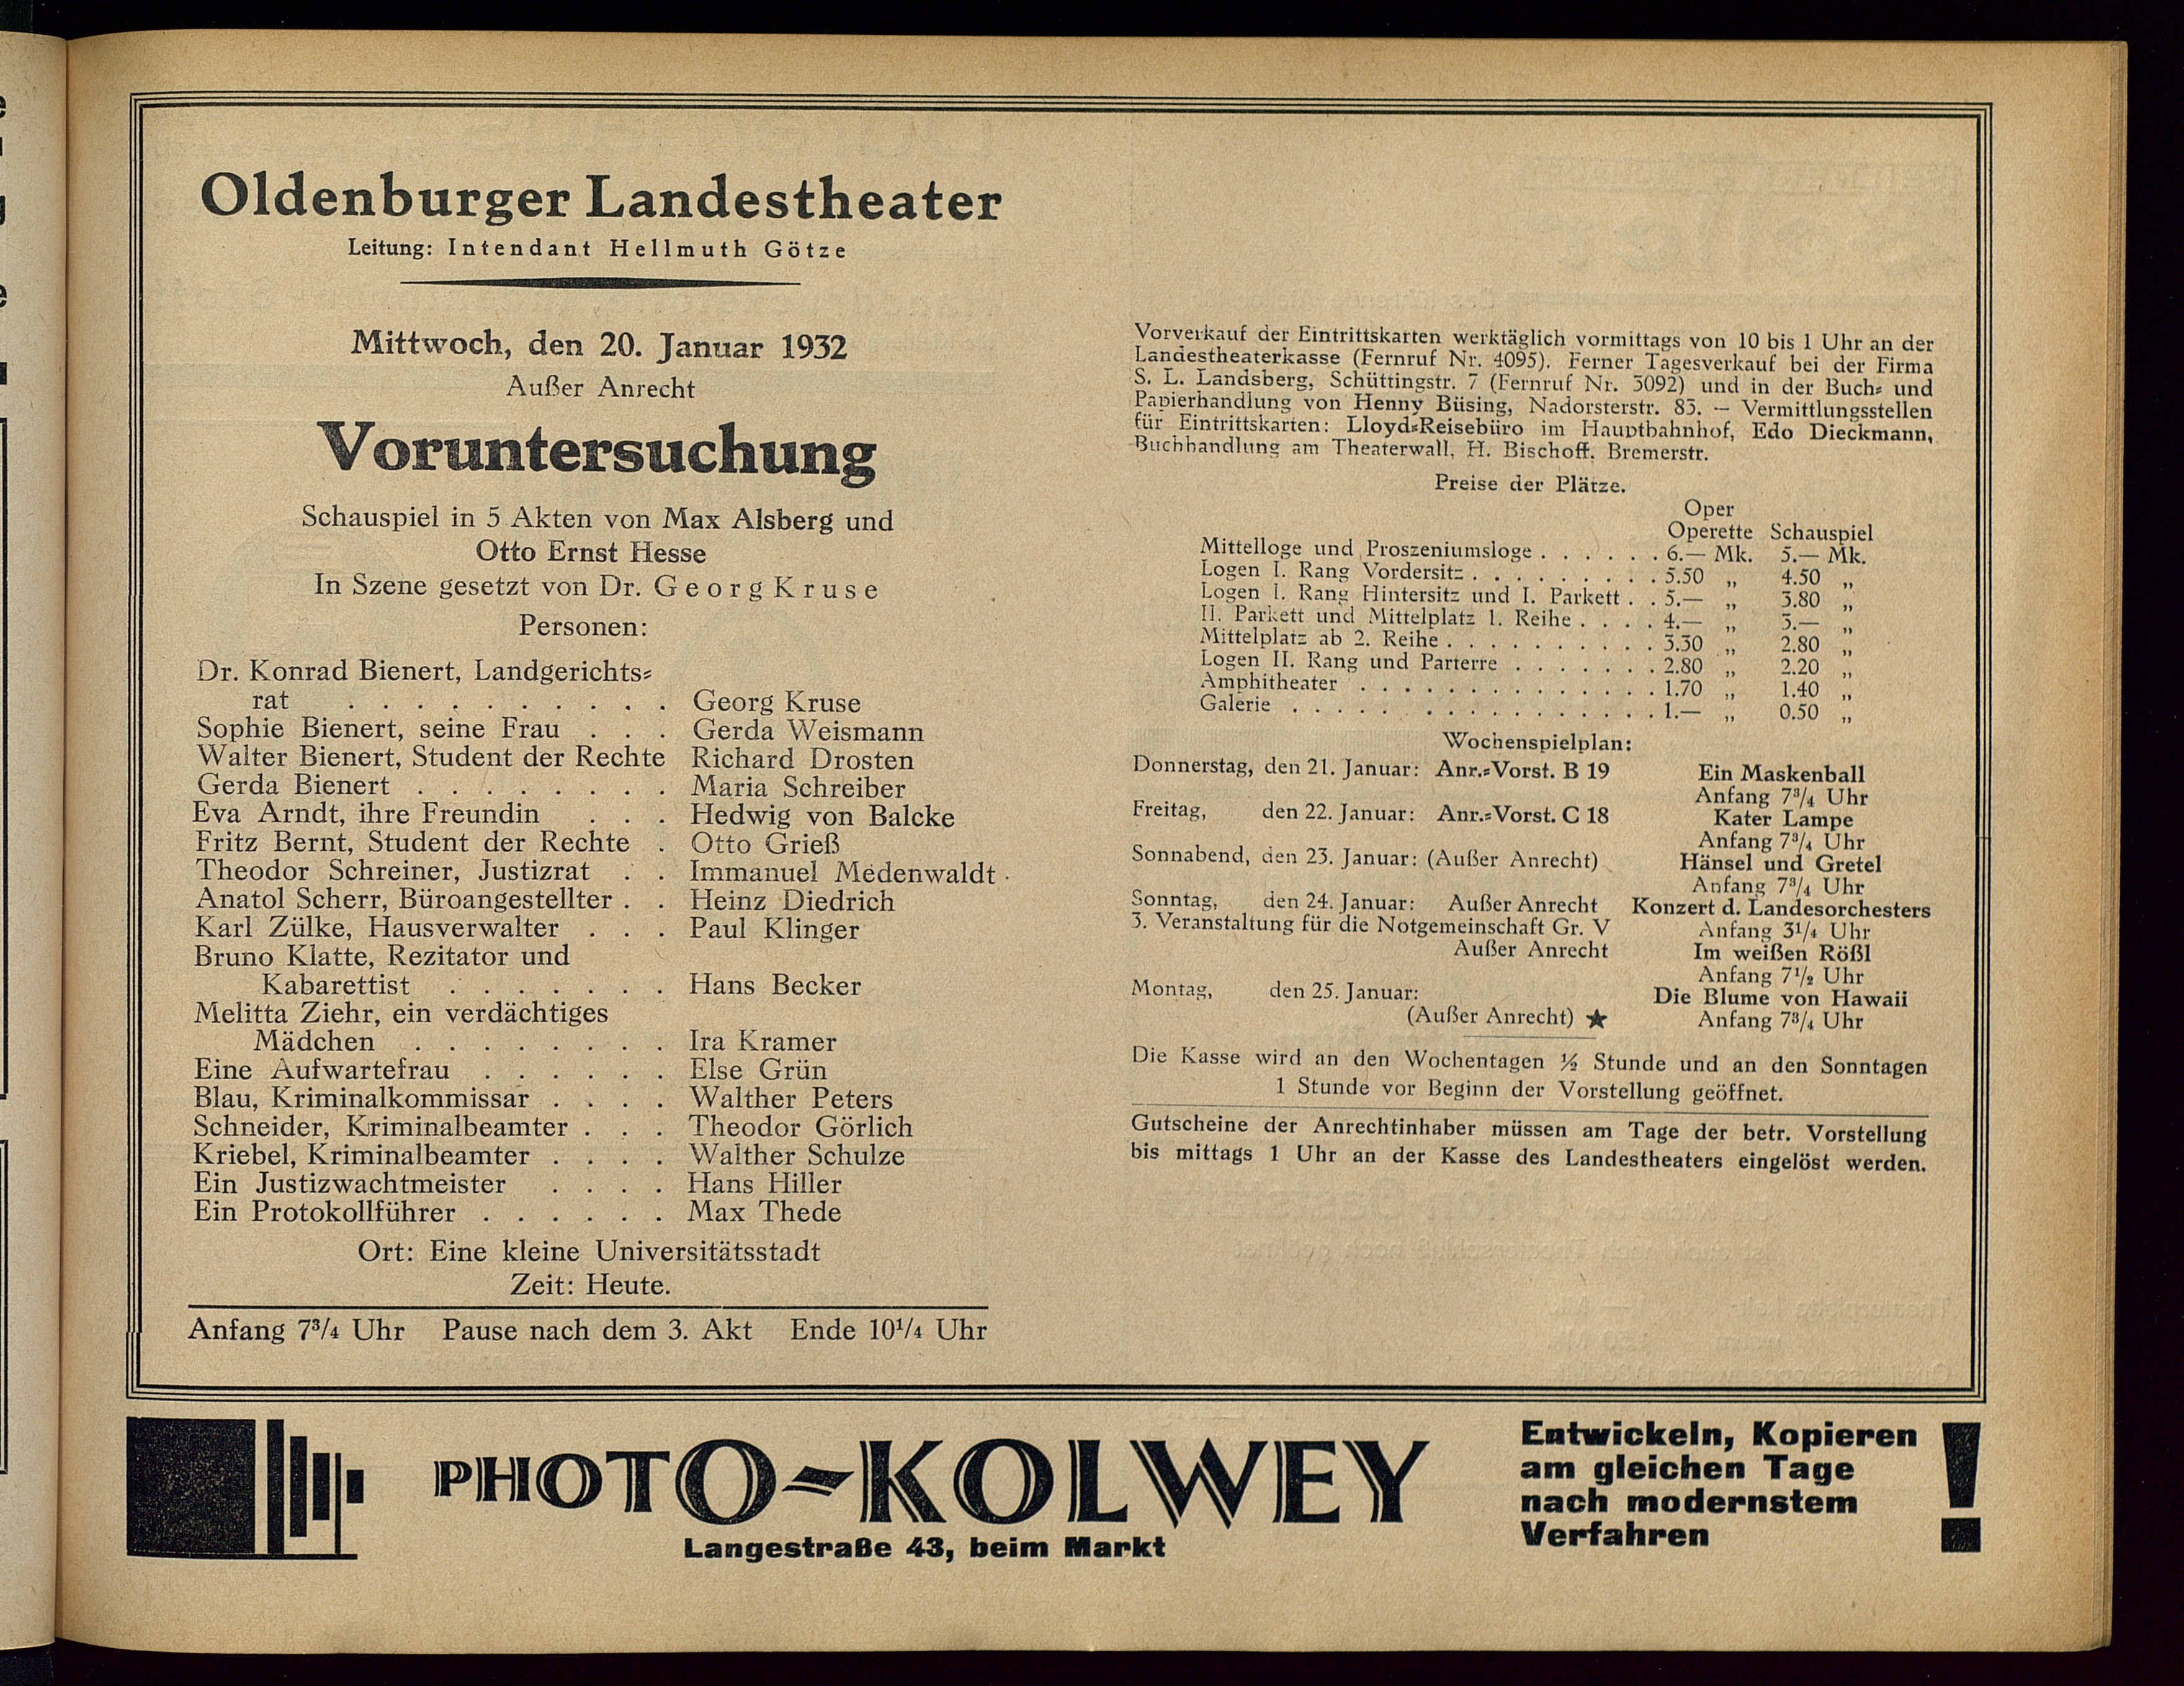 Oldenburger Landestheater
Leitung: Intendant Hellmuth Götze
Mittwoch, den 20. Januar 1932
Außer Anrecht
Voruntersuchung
Schauspiel in 5 Akten von Max Alsberg und
Otto Ernst Hesse
In Szene gesetzt von Dr. Georg Kruse
Personen:
Dr. Konrad Bienert, Landgerichts-
rat . . . . . . . . . . Georg Kruse
Sophie Bienert, seine Frau . . . Gerda Weismann
Walter Bienert, Student der Rechte Richard Drosten
Gerda Bienert . . . . . . . . Maria Schreiber
Eva Arndt, ihre Freundin . . . Hedwig von Balcke
Fritz Bernt, Student der Rechte . Otto Grieß
Theodor Schreiner, Justizrat . . Immanuel Medenwaldt
Anatol Scherr, Büroangestellter . . Heinz Diedrich
Karl Zülke, Hausverwalter . . . Paul Klinger
Bruno Klatte, Rezitator und
Kabarettist . . . . . . . Hans Becker
Melitta Ziehr, ein verdächtiges
Mädchen . . . . . . . . Ira Kramer
Eine Aufwartefrau . . . . . . Else Grün
Blau, Kriminalkommissar . . . . Walther Peters
Schneider, Kriminalbeamter . . . Theodor Görlich
Kriebel, Kriminalbeamter . . . . Walther Schulze
Ein Justizwachtmeister . . . . Hans Hiller
Ein Protokollführer . . . . . . Max Thede
Ort: Eine kleine Universitätsstadt
Zeit: Heute.
Anfang 7³/₄ Uhr Pause nach dem 3. Akt Ende 10¹/₄ Uhr
Vorverkauf der Eintrittskarten werktäglich vormittags von 10 bis 1 Uhr an der
Landestheaterkasse (Fernruf Nr. 4095). Ferner Tagesverkauf bei der Firma
S. L. Landsberg, Schüttingstr. 7 (Fernruf Nr. 3092) und in der Buch- und
Papierhandlung von Henny Büsing, Nadorsterstr. 83. — Vermittlungsstellen
für Eintrittskarten: Lloyd-Reisebüro im Hauptbahnhof, Edo Dieckmann,
Buchhandlung am Theaterwall, H. Bischoff, Bremerstr.
Preise der Plätze.
Oper
Operette Schauspiel
Mittelloge und Proszeniumsloge . . . . . . 6.— Mk. 5.— Mk.
Logen I. Rang Vordersitz . . . . . . . . . 5.50 „ 4.50 „
Logen I. Rang Hintersitz und I. Parkett . . 5.— „ 3.80 „
II. Parkett und Mittelplatz 1. Reihe . . . . 4.— „ 3.— „
Mittelplatz ab 2. Reihe . . . . . . . . . . 3.30 „ 2.80 „
Logen II. Rang und Parterre . . . . . . . 2.80 „ 2.20 „
Amphitheater . . . . . . . . . . . . . . 1.70 „ 1.40 „
Galerie . . . . . . . . . . . . . . . . 1.— „ 0.50 „
Wochenspielplan:
Donnerstag, den 21. Januar: Anr.-Vorst. B 19 Ein Maskenball
Anfang 7³/₄ Uhr
Freitag, den 22. Januar: Anr.-Vorst. C 18 Kater Lampe
Anfang 7³/₄ Uhr
Sonnabend, den 23. Januar: (Außer Anrecht) Hänsel und Gretel
Anfang 7³/₄ Uhr
Sonntag, den 24. Januar: Außer Anrecht Konzert d. Landesorchesters
3. Veranstaltung für die Notgemeinschaft Gr. V Anfang 3¹/₄ Uhr
Außer Anrecht Im weißen Rößl
Anfang 7¹/₂ Uhr
Montag, den 25. Januar: Die Blume von Hawaii
(Außer Anrecht) ★ Anfang 7³/₄ Uhr
Die Kasse wird an den Wochentagen ½ Stunde und an den Sonntagen
1 Stunde vor Beginn der Vorstellung geöffnet.
Gutscheine der Anrechtinhaber müssen am Tage der betr. Vorstellung
bis mittags 1 Uhr an der Kasse des Landestheaters eingelöst werden.
PHOTO-KOLWEY
Langestraße 43, beim Markt
Entwickeln, Kopieren
am gleichen Tage
nach modernstem
Verfahren
!